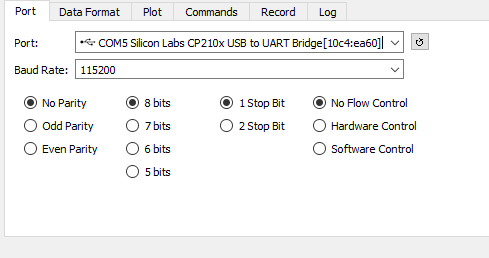 Port Data Format Plot Commands Record Log
Port: COM5 Silicon Labs CP210x USB to UART Bridge[10c4:ea60]
Baud Rate: 115200
No Parity 8 bits 1 Stop Bit No Flow Control
Odd Parity 7 bits 2 Stop Bit Hardware Control
Even Parity 6 bits Software Control
5 bits